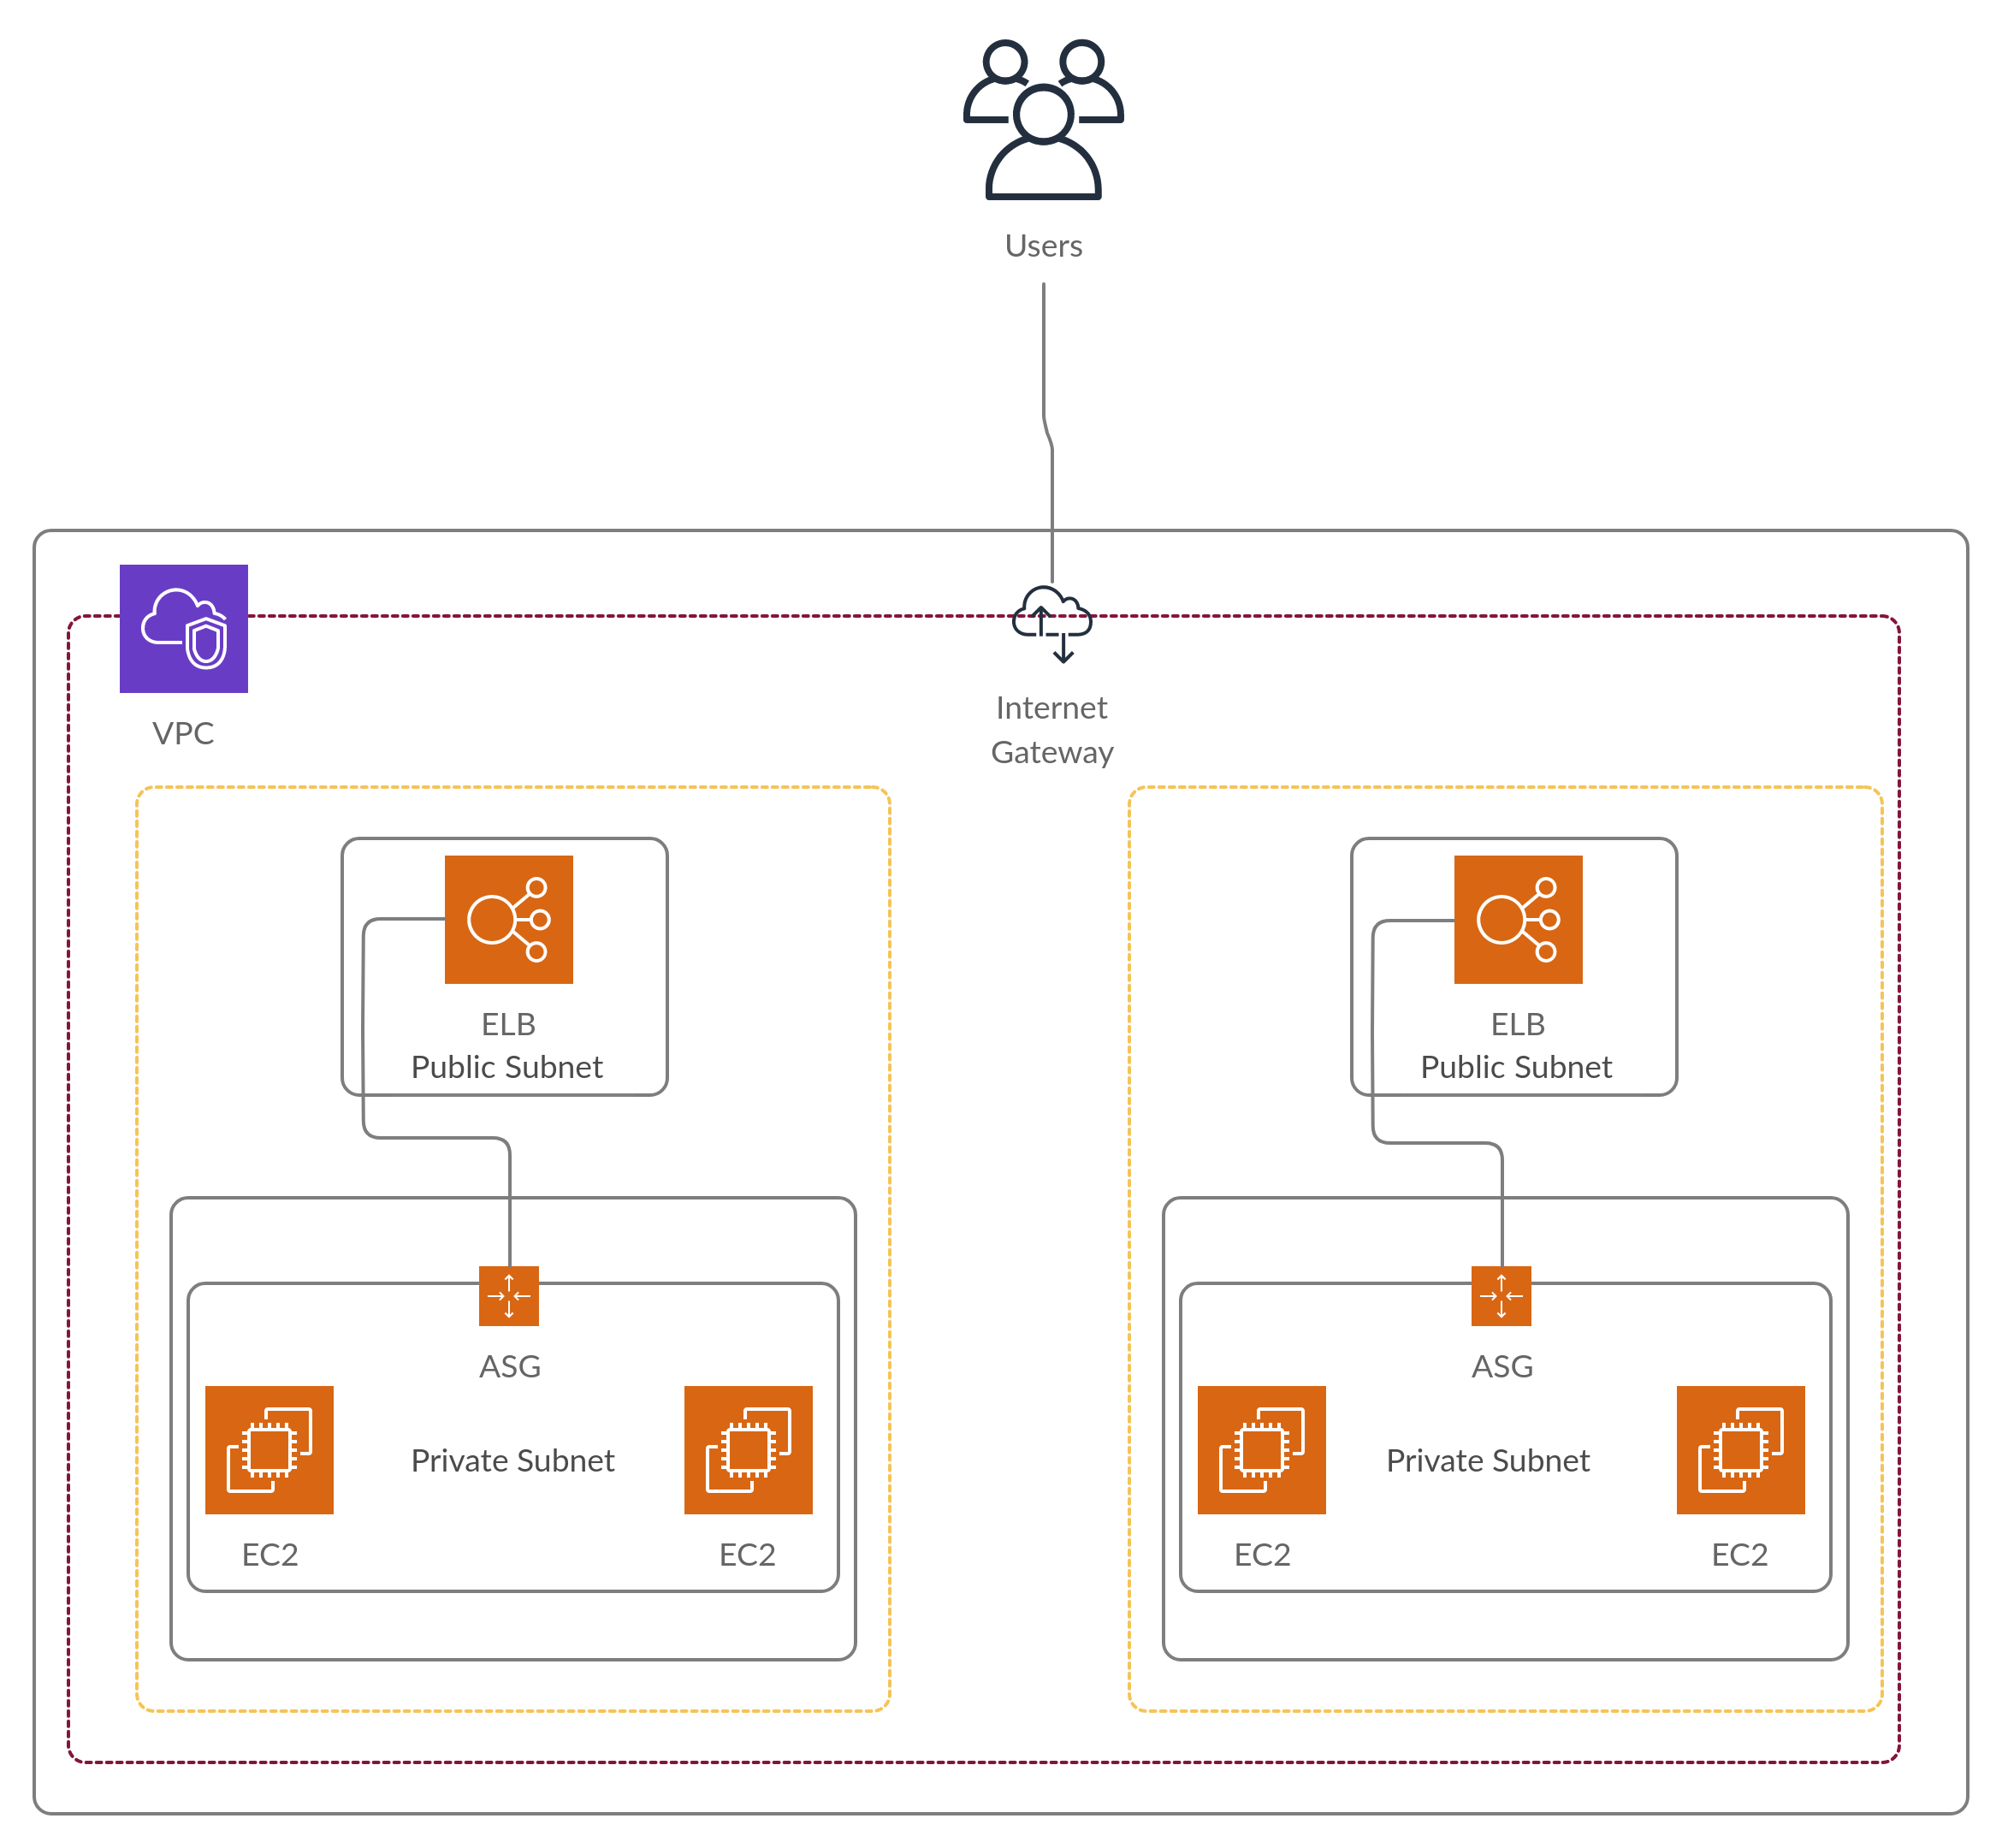 Users
VPC
Internet
Gateway
ELB
Public Subnet
ELB
Public Subnet
ASG
Private Subnet
EC2
EC2
ASG
Private Subnet
EC2
EC2